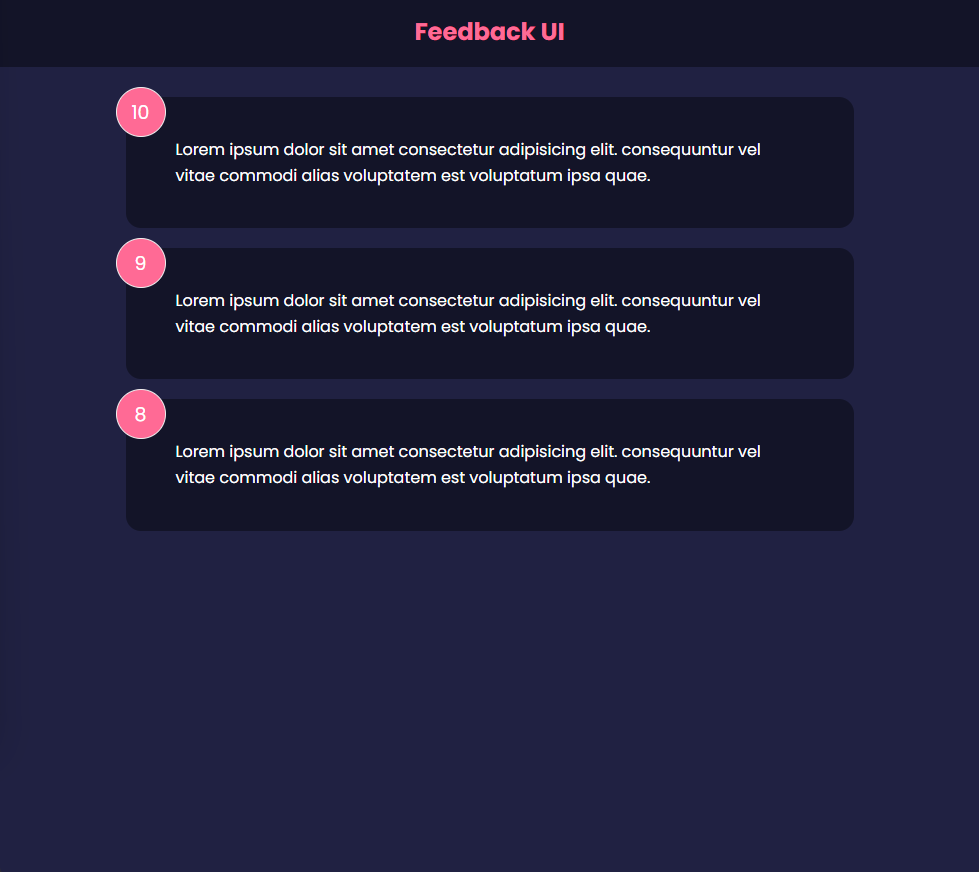 Feedback UI
10
Lorem ipsum dolor sit amet consectetur adipisicing elit. consequuntur vel
vitae commodi alias voluptatem est voluptatum ipsa quae.
9
Lorem ipsum dolor sit amet consectetur adipisicing elit. consequuntur vel
vitae commodi alias voluptatem est voluptatum ipsa quae.
8
Lorem ipsum dolor sit amet consectetur adipisicing elit. consequuntur vel
vitae commodi alias voluptatem est voluptatum ipsa quae.